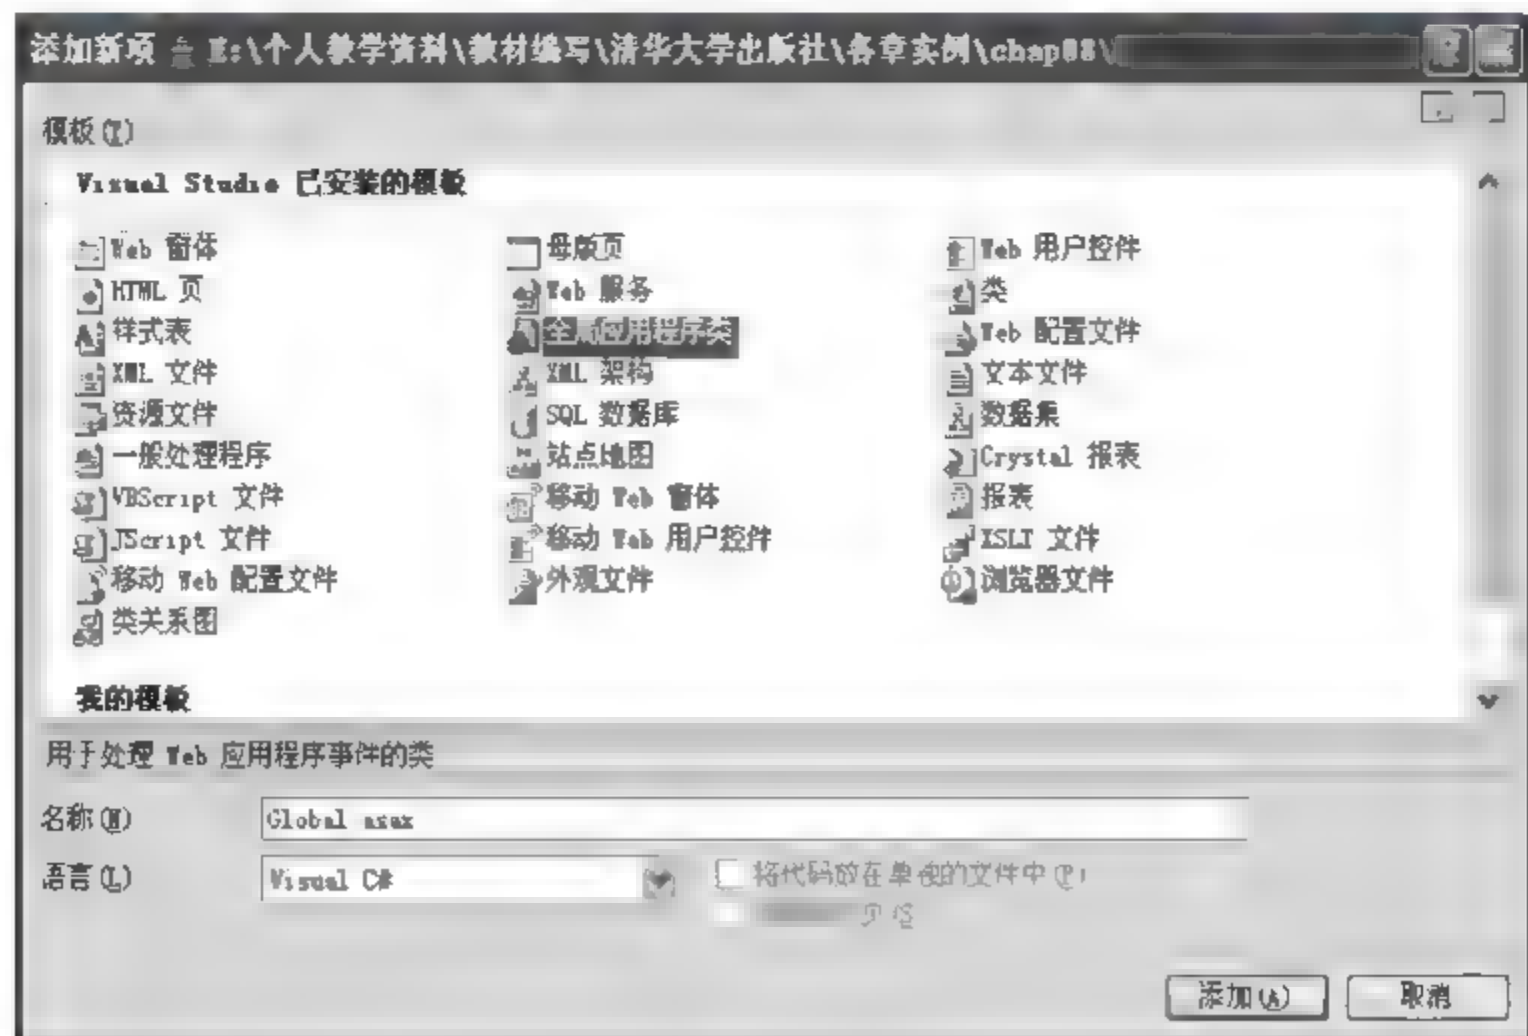 添加新项 E:\个人教学资料\教材编写\清华大学出版社\各章实例\chap08\
模板(T)
Visual Studio 已安装的模板
Web 窗体 母版页 Web 用户控件
HTML 页 Web 服务 类
样式表 全局应用程序类 Web 配置文件
XML 文件 XML 架构 文本文件
资源文件 SQL 数据库 数据集
一般处理程序 站点地图 Crystal 报表
VBScript 文件 移动 Web 窗体 报表
JScript 文件 移动 Web 用户控件 XSLT 文件
移动 Web 配置文件 外观文件 浏览器文件
类关系图
我的模板
用于处理 Web 应用程序事件的类
名称(N) Global asax
语言(L) Visual C# 将代码放在单独的文件中(P)
添加(A) 取消